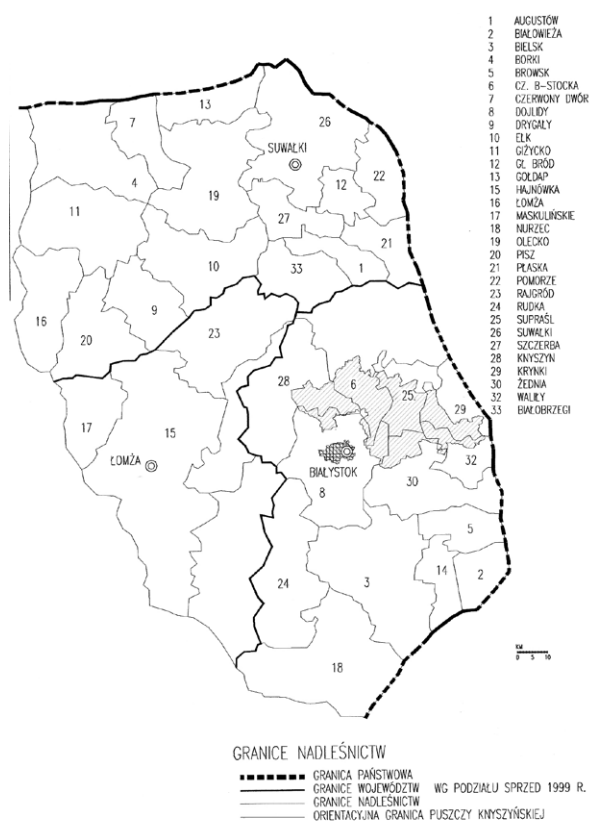 1 AUGUSTÓW
2 BIAŁOWIEŻA
3 BIELSK
4 BORKI
5 BROWSK
6 CZ. B-STOCKA
7 CZERWONY DWÓR
8 DOJLIDY
9 DRYGAŁY
10 EŁK
11 GIŻYCKO
12 GŁ. BRÓD
13 GOŁDAP
15 HAJNÓWKA
16 ŁOMŻA
17 MASKULIŃSKIE
18 NURZEC
19 OLECKO
20 PISZ
21 PŁASKA
22 POMORZE
23 RAJGRÓD
24 RUDKA
25 SUPRAŚL
26 SUWAŁKI
27 SZCZERBA
28 KNYSZYN
29 KRYNKI
30 ŻEDNIA
32 WALIŁY
33 BIAŁOBRZEGI
13
7
26
SUWAŁKI
4
12
22
19
11
27
21
10
33
1
16
9
20
23
28
6
25
29
17
15
ŁOMŻA
32
BIAŁYSTOK
30
8
5
14
2
24
3
18
KM
0 5 10
GRANICE NADLEŚNICTW
GRANICA PAŃSTWOWA
GRANICE WOJEWÓDZTW WG PODZIAŁU SPRZED 1999 R.
GRANICE NADLEŚNICTW
ORIENTACYJNA GRANICA PUSZCZY KNYSZYŃSKIEJ